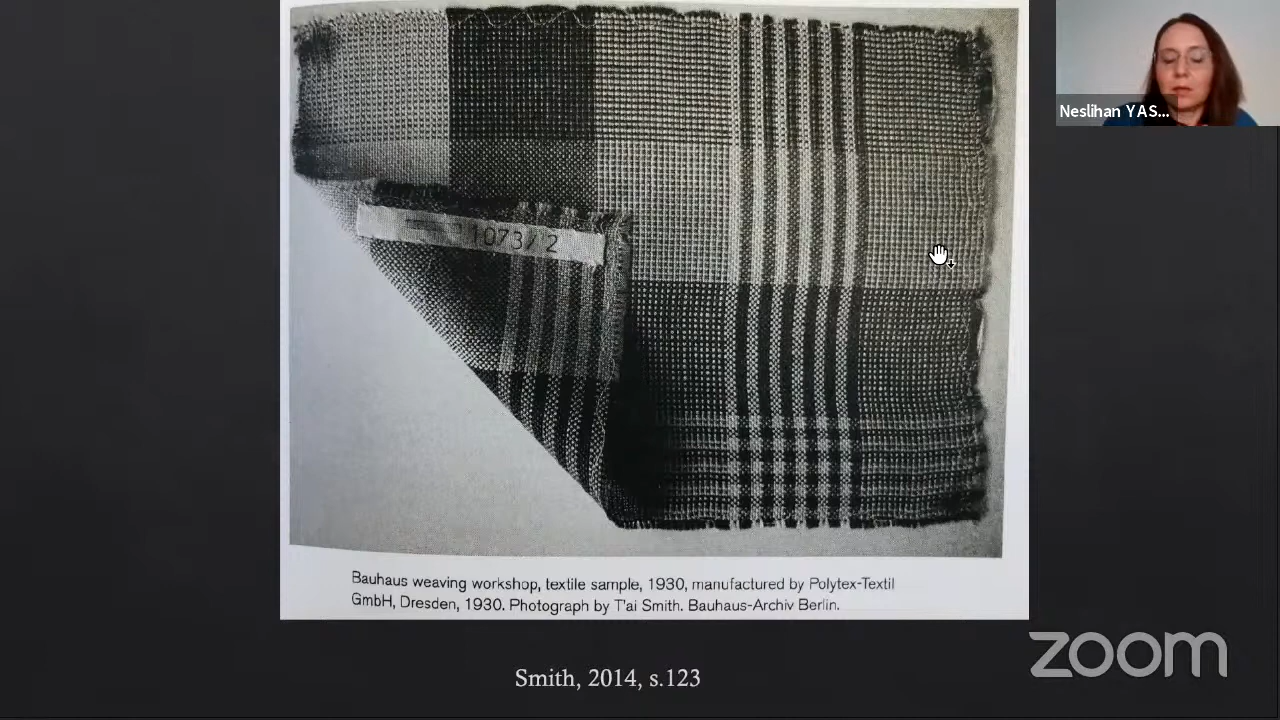 Neslihan YAS...
1073/2
Bauhaus weaving workshop, textile sample, 1930, manufactured by Polytex-Textil
GmbH, Dresden, 1930. Photograph by T'ai Smith. Bauhaus-Archiv Berlin.
zoom
Smith, 2014, s.123